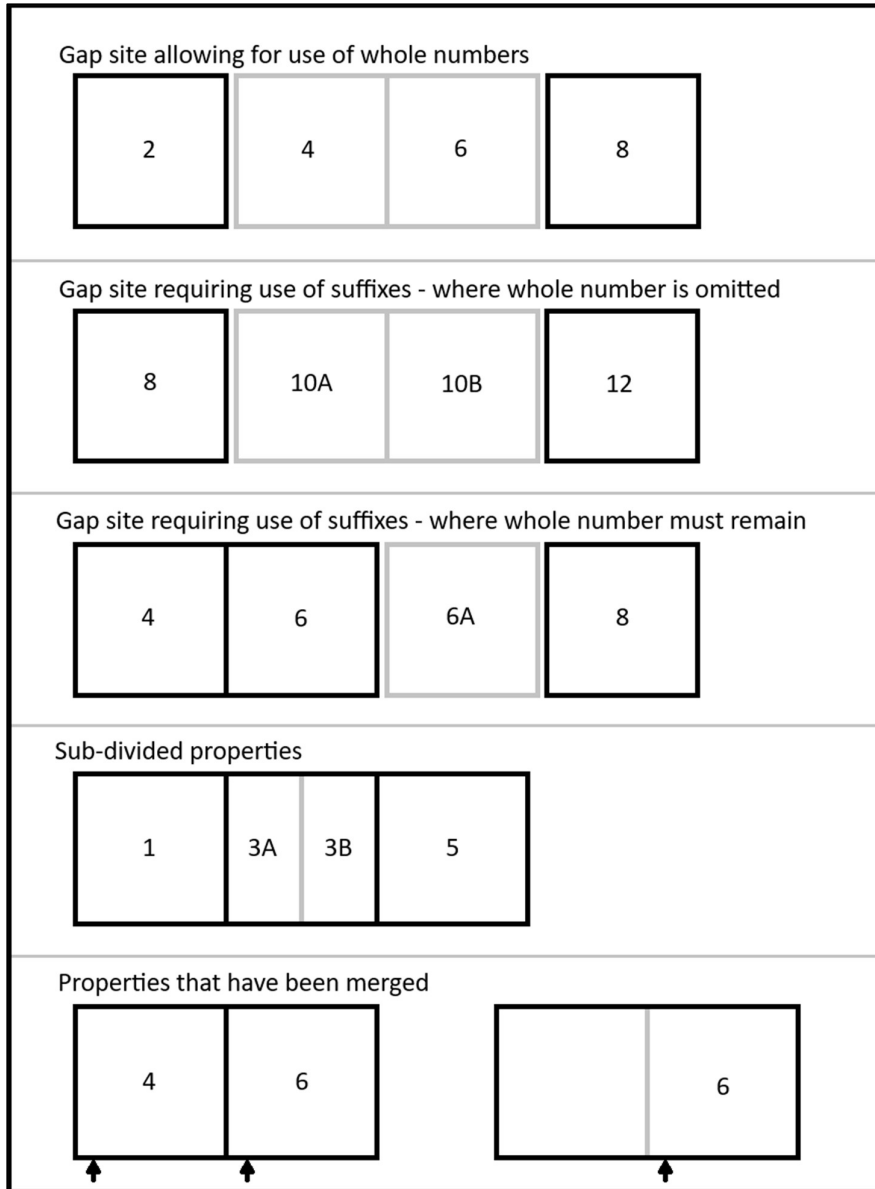 Gap site allowing for use of whole numbers
2 4 6 8
Gap site requiring use of suffixes - where whole number is omitted
8 10A 10B 12
Gap site requiring use of suffixes - where whole number must remain
4 6 6A 8
Sub-divided properties
1 3A 3B 5
Properties that have been merged
4 6 6